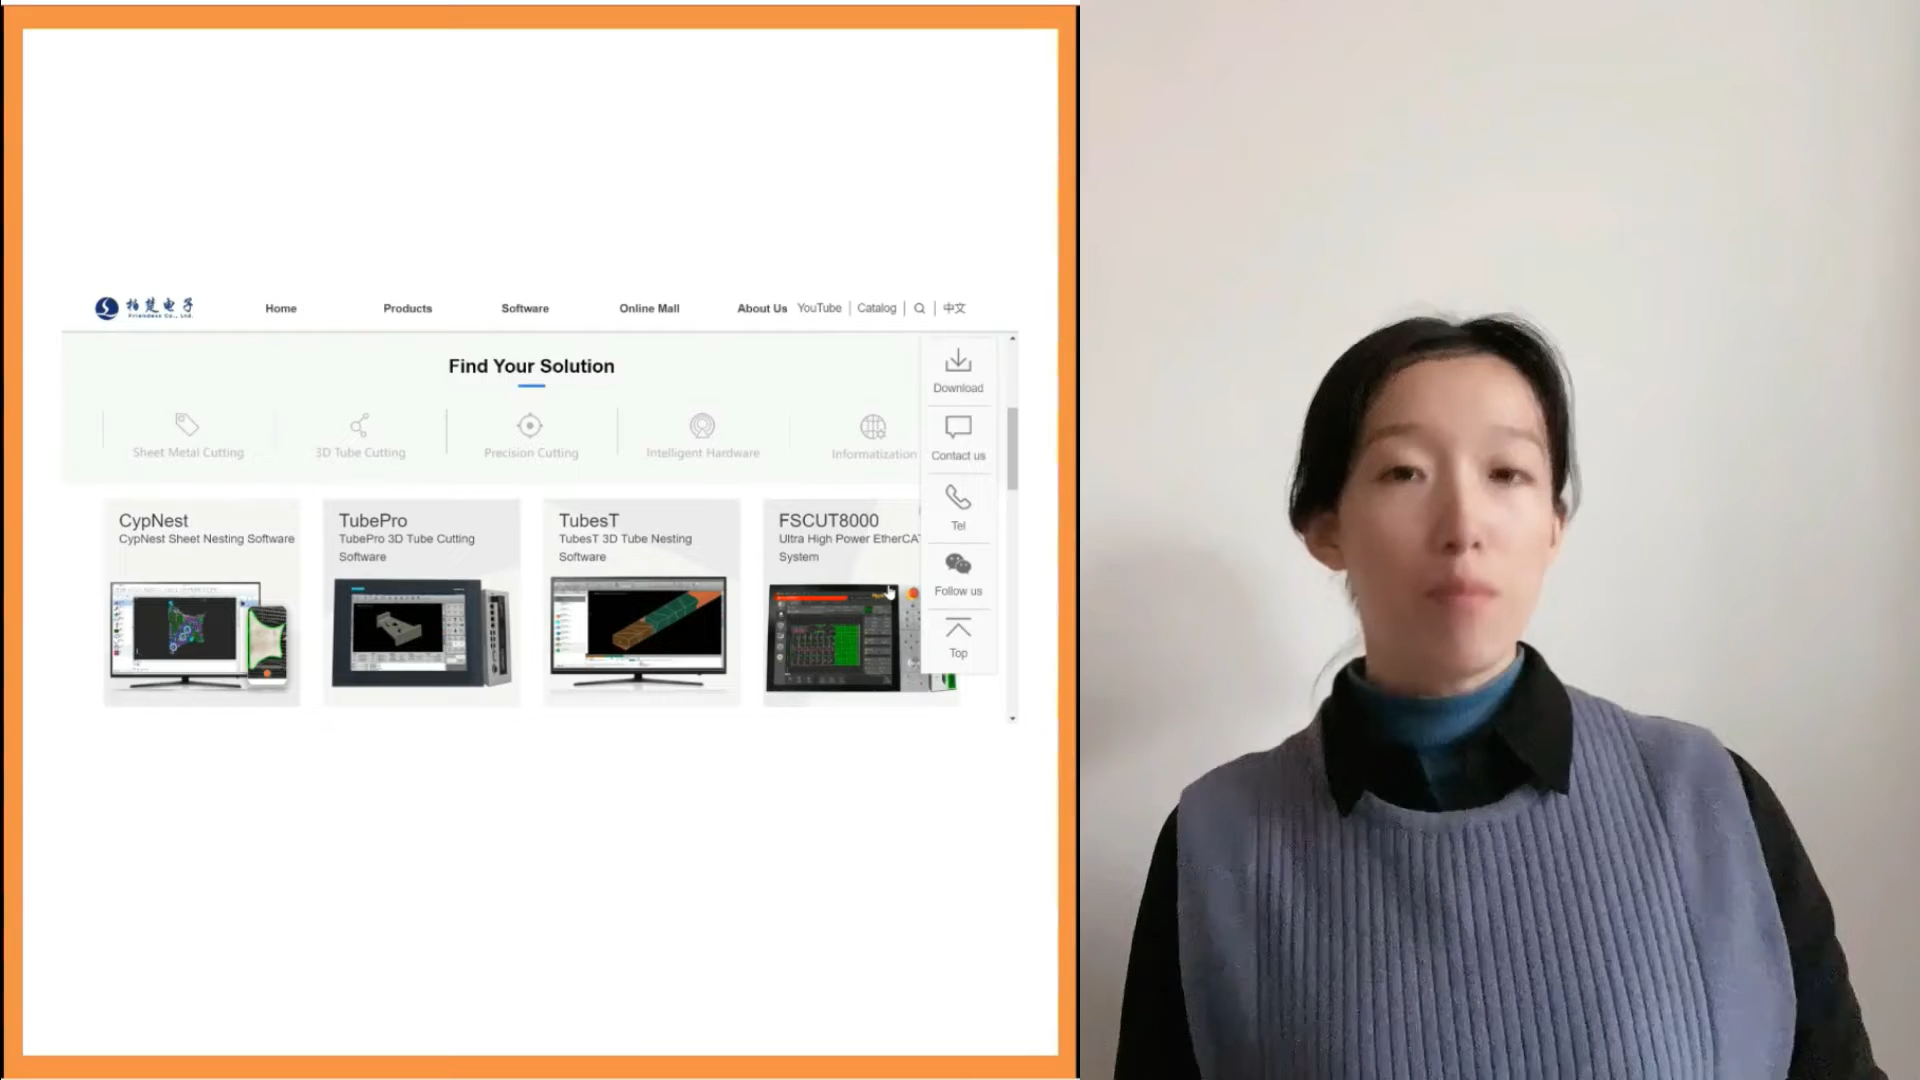 柏楚电子
Friendess Co., Ltd.
Home
Products
Software
Online Mall
About Us
YouTube
Catalog
中文
Find Your Solution
Sheet Metal Cutting
3D Tube Cutting
Precision Cutting
Intelligent Hardware
Informatization
Download
Contact us
Tel
Follow us
Top
CypNest
CypNest Sheet Nesting Software
TubePro
TubePro 3D Tube Cutting
Software
TubesT
TubesT 3D Tube Nesting
Software
FSCUT8000
Ultra High Power EtherCA
System